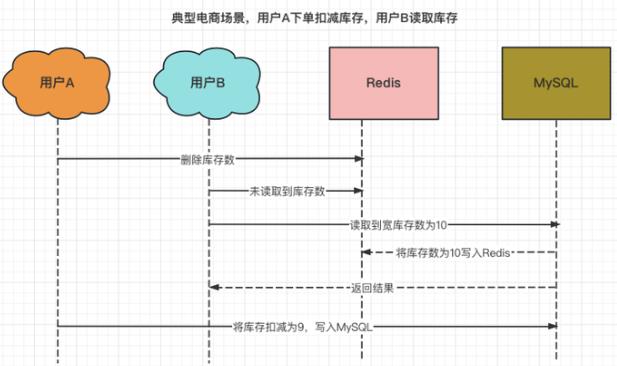 典型电商场景，用户A下单扣减库存，用户B读取库存
用户A
用户B
Redis
MySQL
删除库存数
未读取到库存数
读取到宽库存数为10
将库存数为10写入Redis
返回结果
将库存扣减为9，写入MySQL